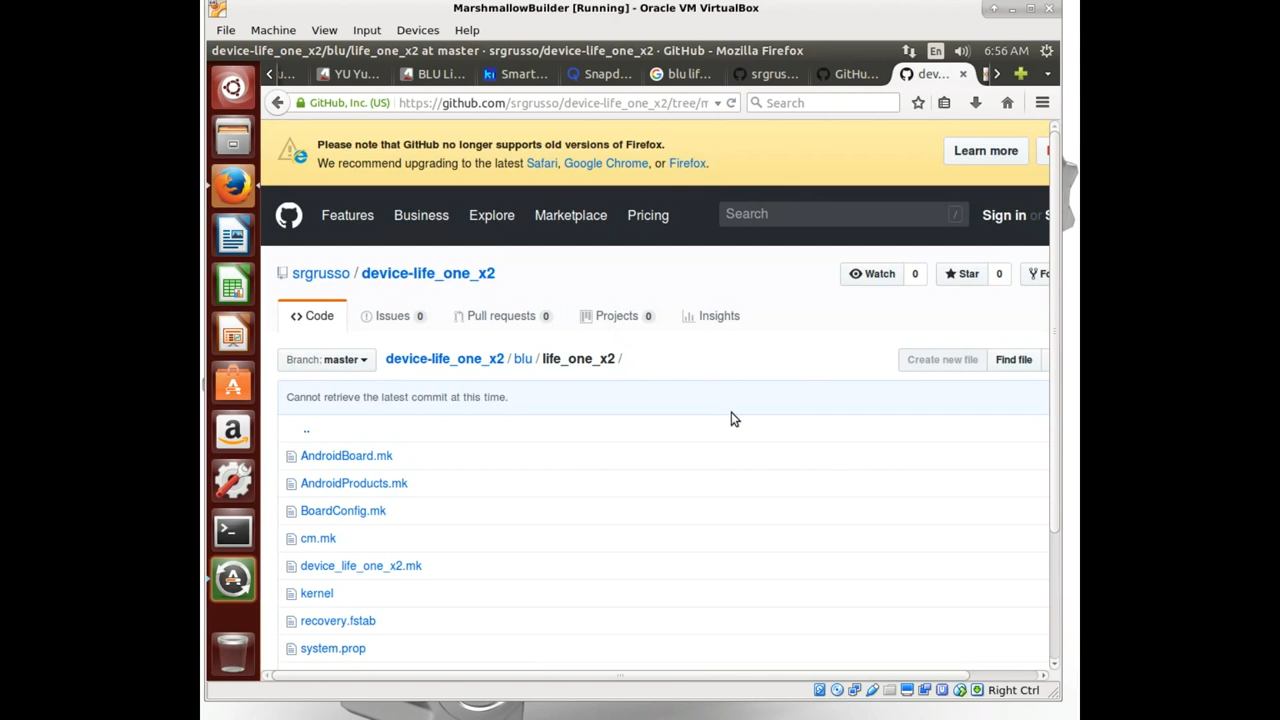 MarshmallowBuilder [Running] - Oracle VM VirtualBox
File Machine View Input Devices Help
device-life_one_x2/blu/life_one_x2 at master · srgrusso/device-life_one_x2 · GitHub - Mozilla Firefox
En 6:56 AM
u... YU Yu... BLU Li... Smart... Snapd... blu lif... srgrus... GitHu... dev...
GitHub, Inc. (US) https://github.com/srgrusso/device-life_one_x2/tree/m Search
Please note that GitHub no longer supports old versions of Firefox.
We recommend upgrading to the latest Safari, Google Chrome, or Firefox.
Learn more
Features Business Explore Marketplace Pricing Search / Sign in or S
srgrusso / device-life_one_x2
Watch 0 Star 0 Fo
Code Issues 0 Pull requests 0 Projects 0 Insights
Branch: master device-life_one_x2 / blu / life_one_x2 / Create new file Find file
Cannot retrieve the latest commit at this time.
..
AndroidBoard.mk
AndroidProducts.mk
BoardConfig.mk
cm.mk
device_life_one_x2.mk
kernel
recovery.fstab
system.prop
Right Ctrl